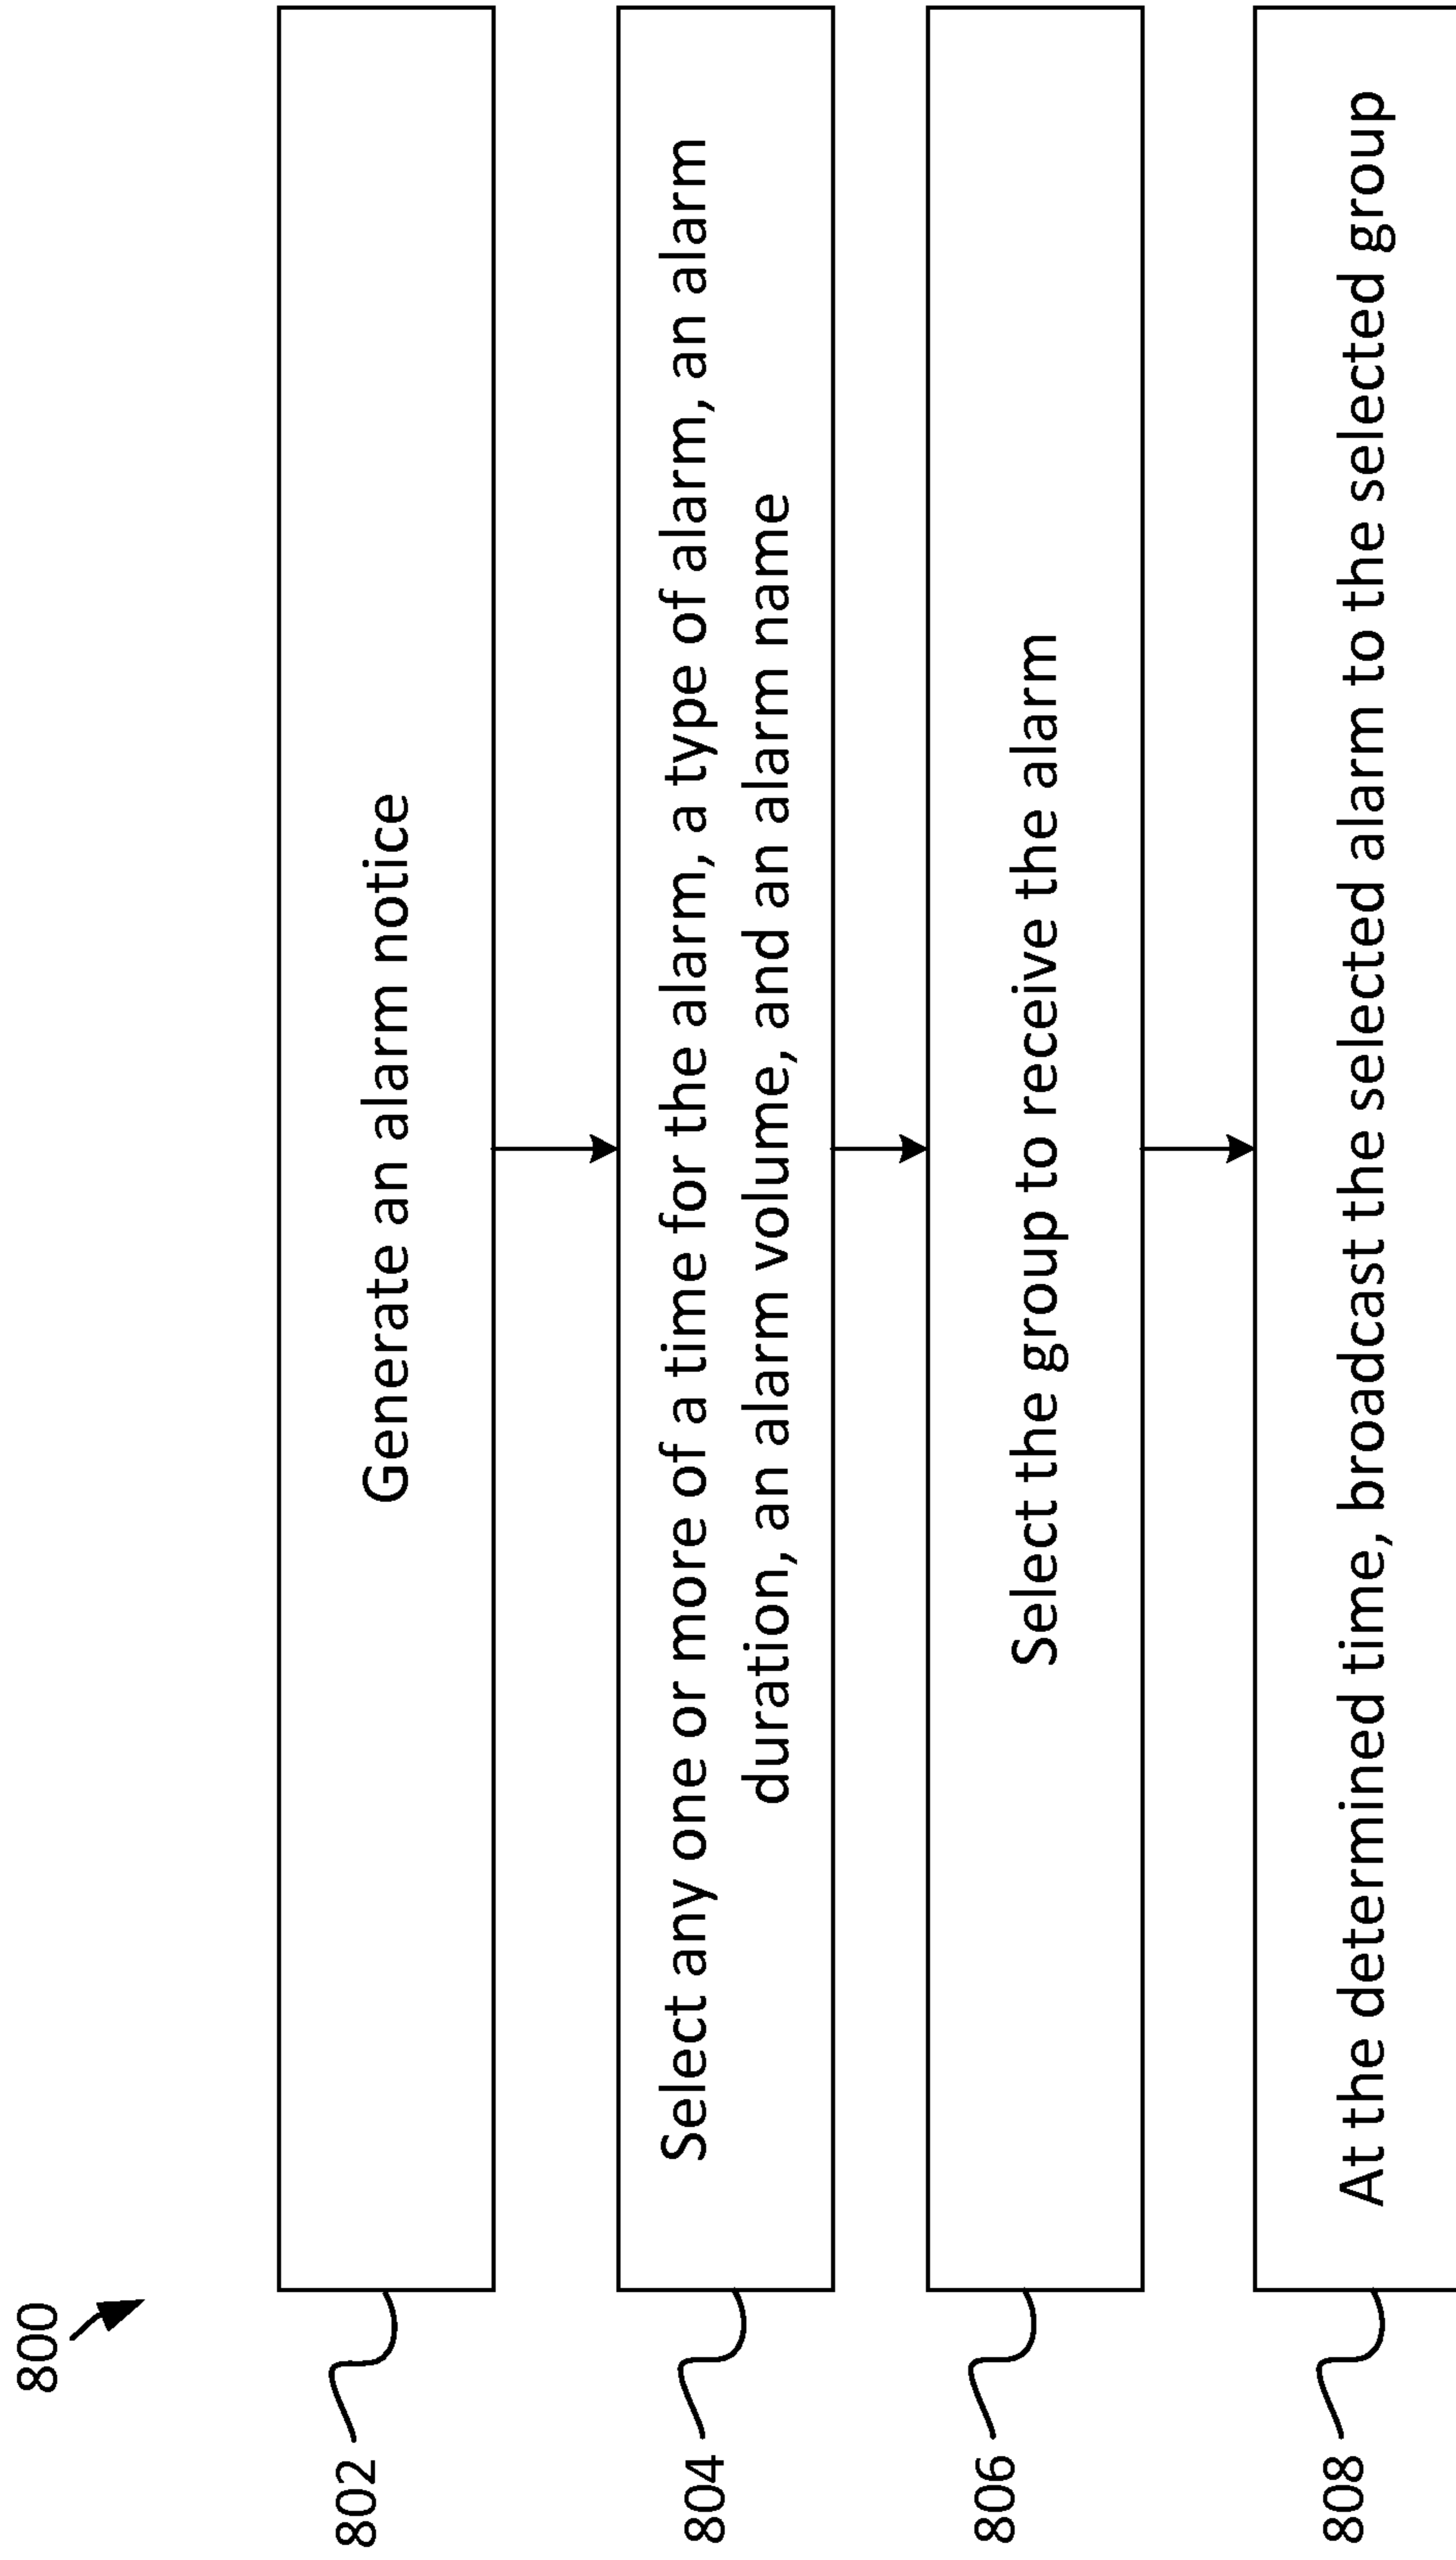 800
802
Generate an alarm notice
804
Select any one or more of a time for the alarm, a type of alarm, an alarm
duration, an alarm volume, and an alarm name
806
Select the group to receive the alarm
808
At the determined time, broadcast the selected alarm to the selected group